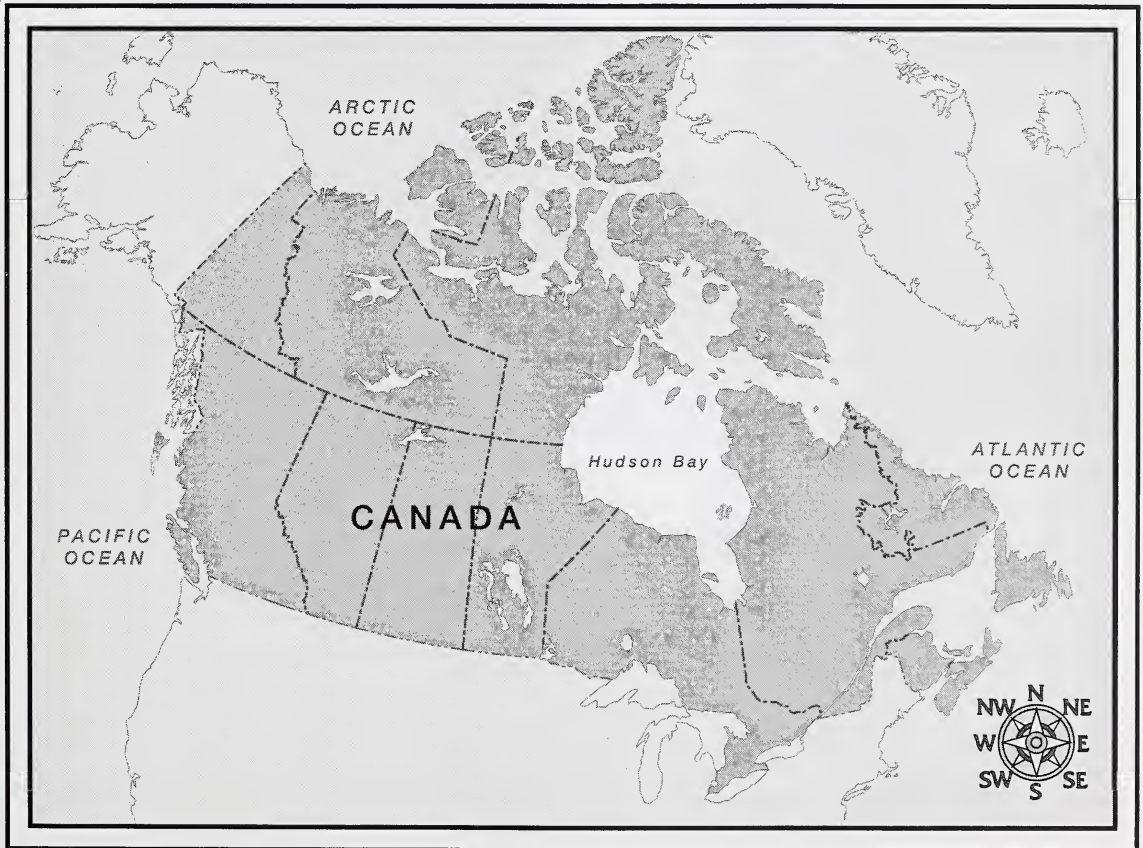 ARCTIC
OCEAN
Hudson Bay
ATLANTIC
OCEAN
CANADA
PACIFIC
OCEAN
N
NW NE
W E
SW SE
S